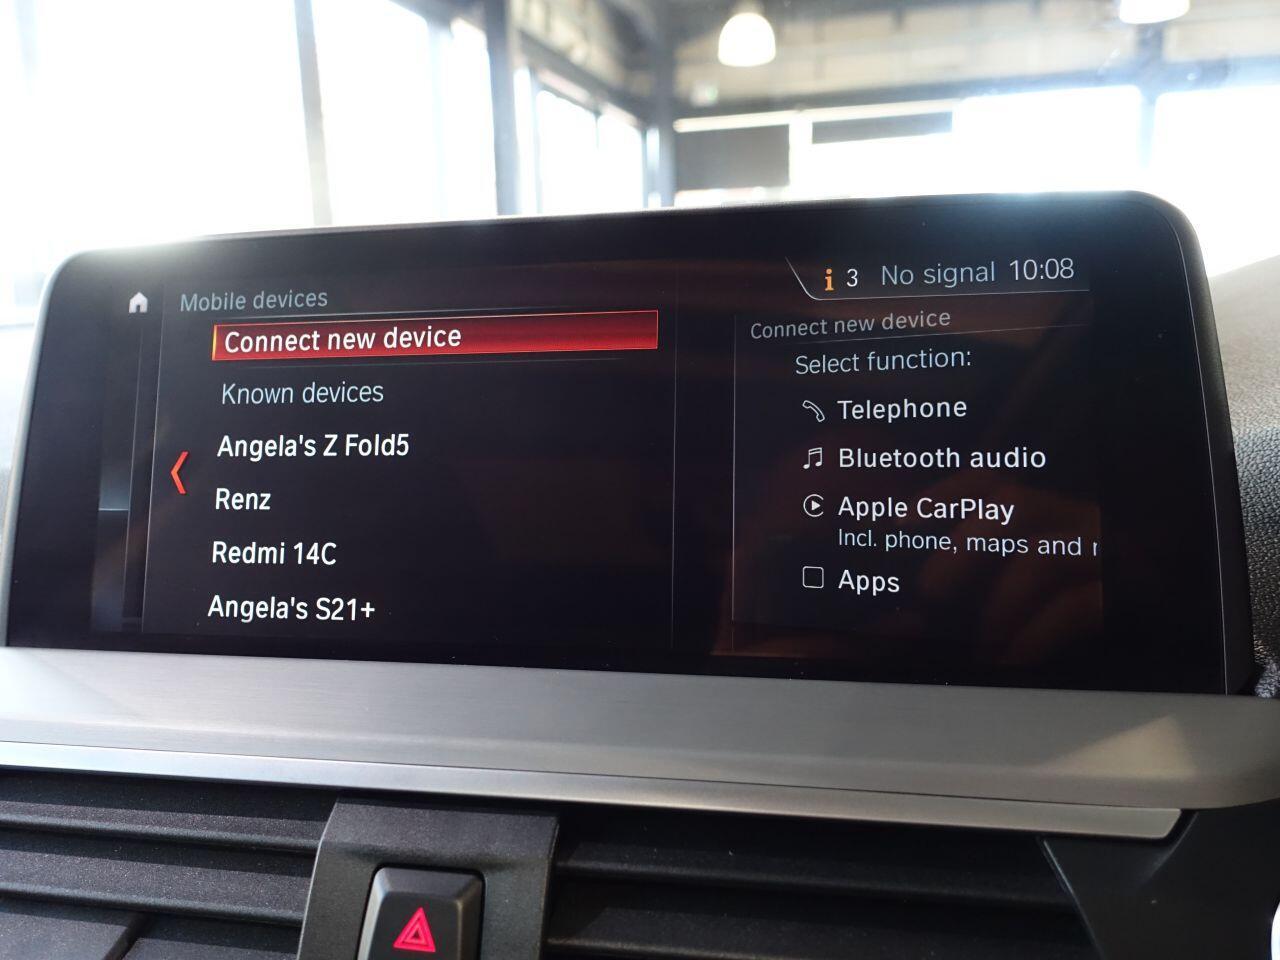 Mobile devices
Connect new device
Known devices
Angela's Z Fold5
Renz
Redmi 14C
Angela's S21+
i 3 No signal 10:08
Connect new device
Select function:
Telephone
Bluetooth audio
Apple CarPlay
Incl. phone, maps and
Apps